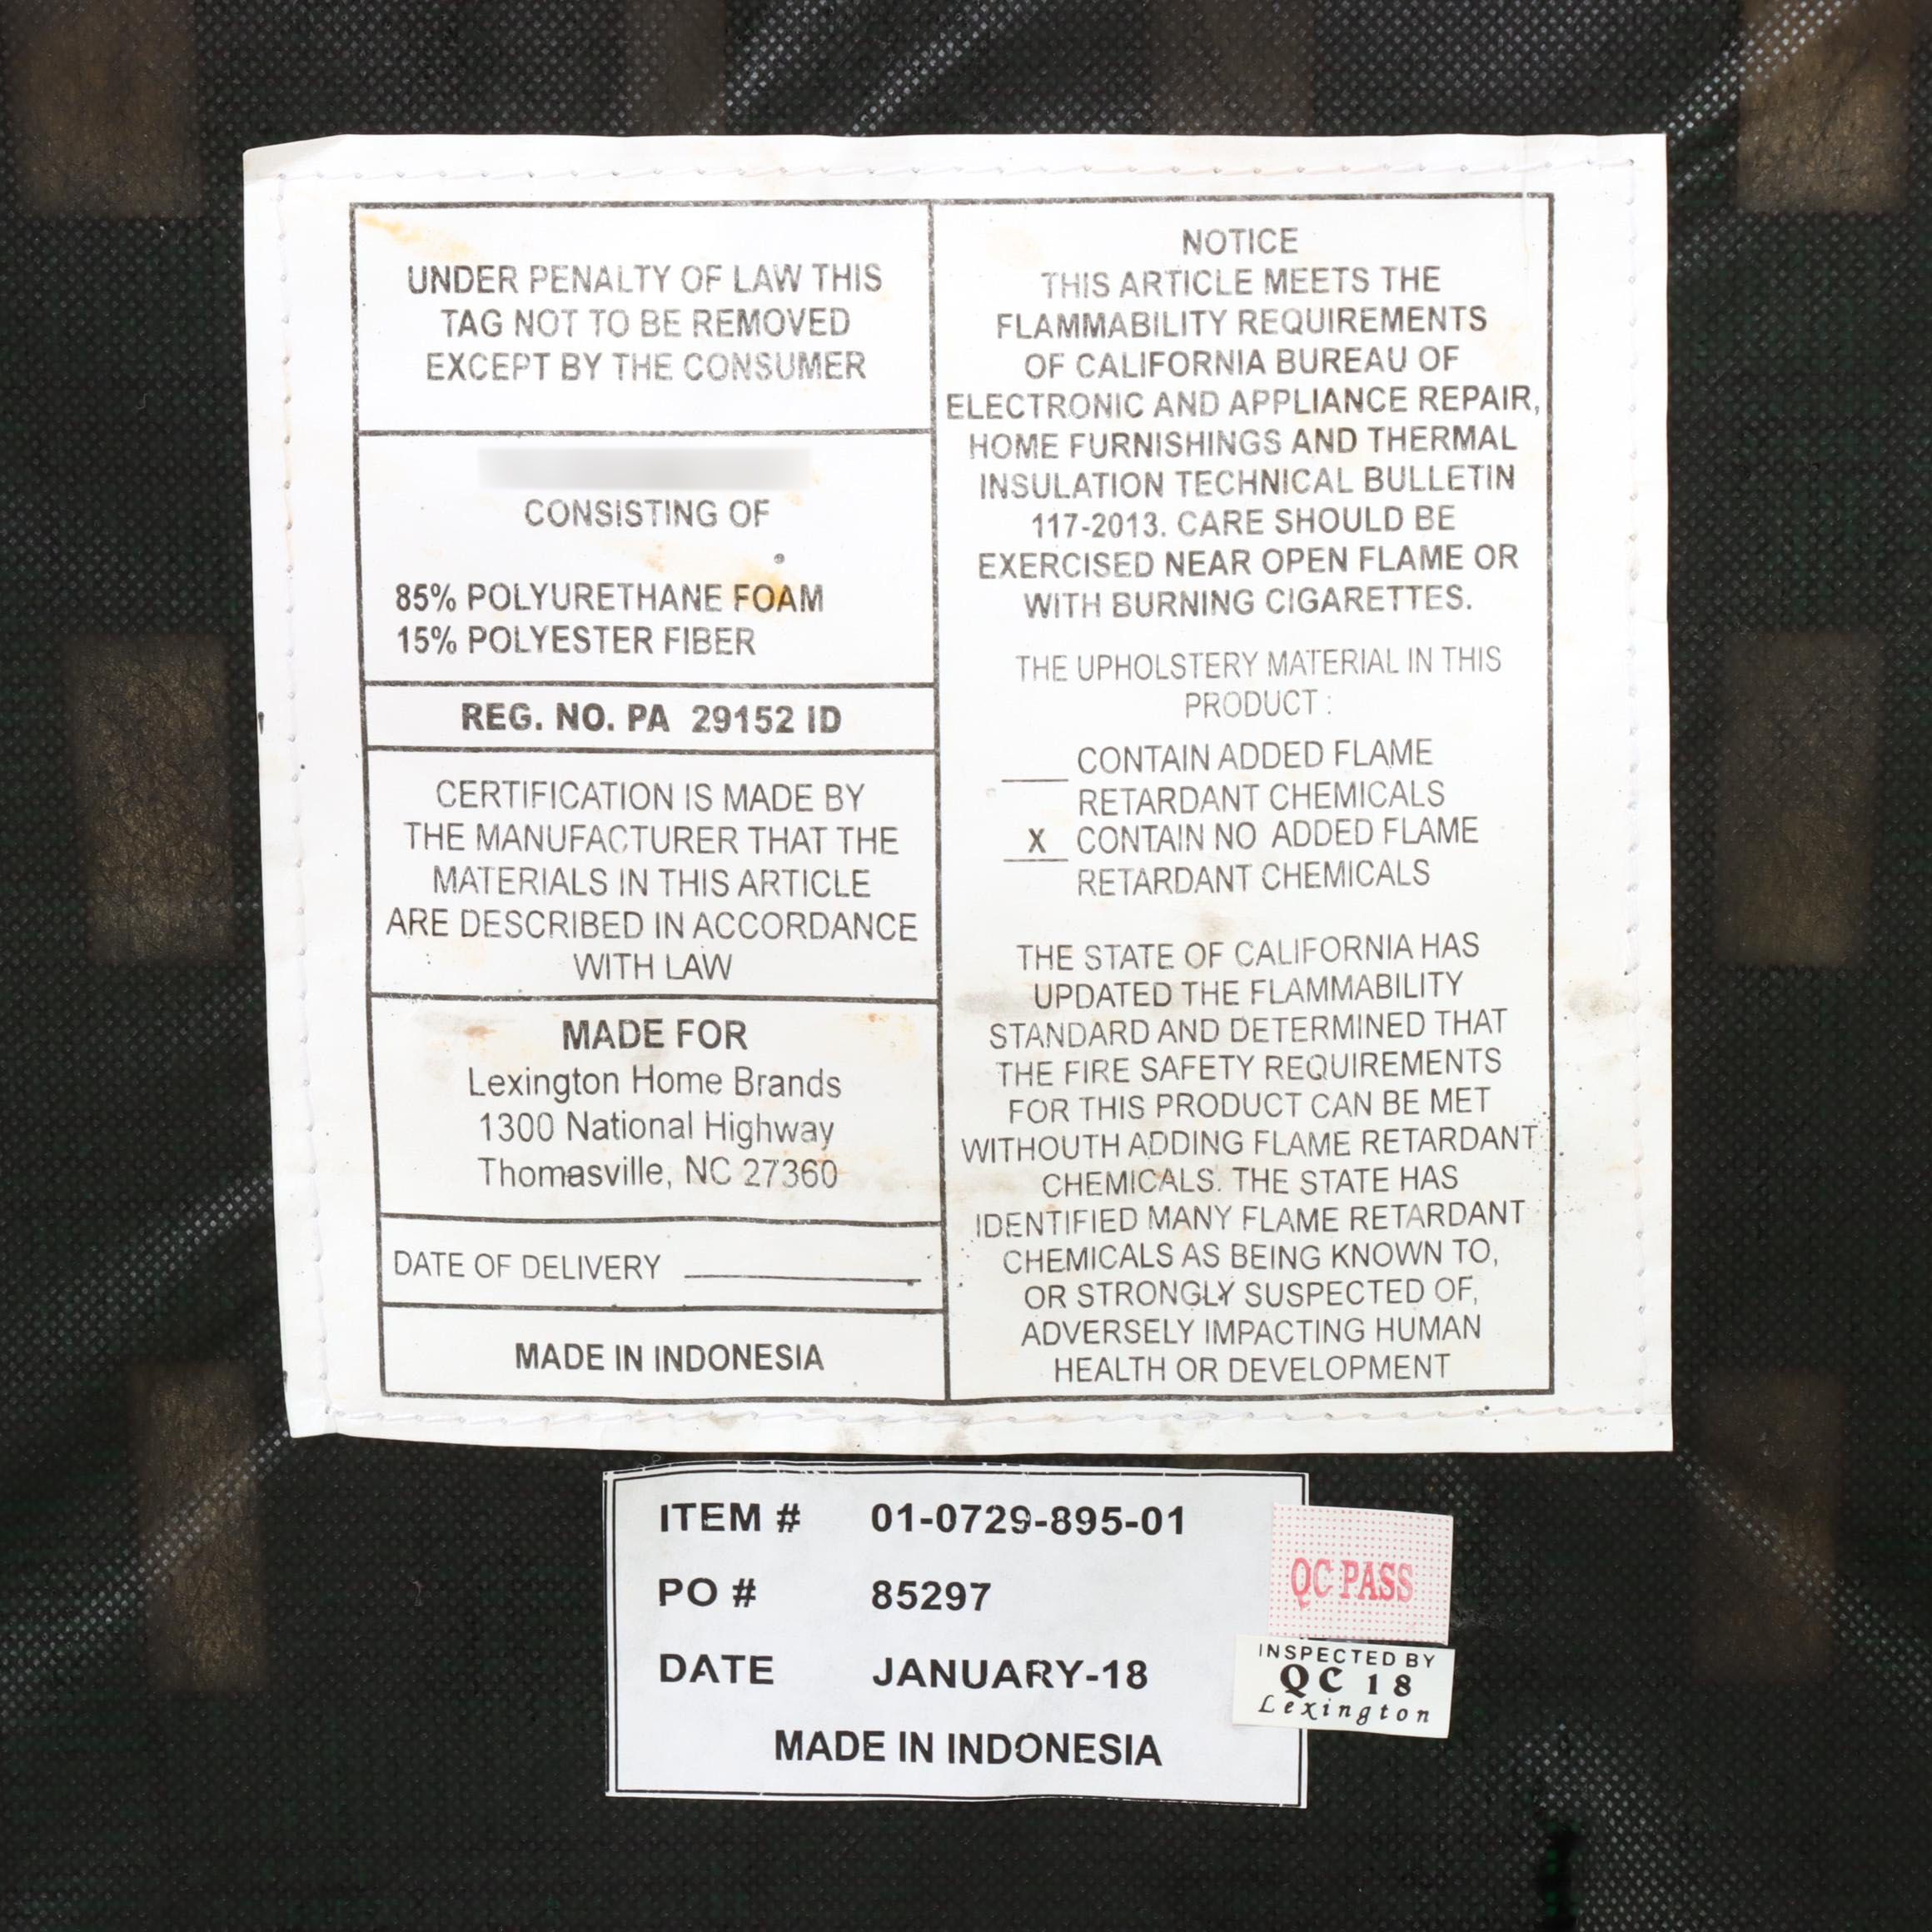 UNDER PENALTY OF LAW THIS
TAG NOT TO BE REMOVED
EXCEPT BY THE CONSUMER
CONSISTING OF
85% POLYURETHANE FOAM
15% POLYESTER FIBER
REG. NO. PA 29152 ID
CERTIFICATION IS MADE BY
THE MANUFACTURER THAT THE
MATERIALS IN THIS ARTICLE
ARE DESCRIBED IN ACCORDANCE
WITH LAW
MADE FOR
Lexington Home Brands
1300 National Highway
Thomasville, NC 27360
DATE OF DELIVERY
MADE IN INDONESIA
NOTICE
THIS ARTICLE MEETS THE
FLAMMABILITY REQUIREMENTS
OF CALIFORNIA BUREAU OF
ELECTRONIC AND APPLIANCE REPAIR,
HOME FURNISHINGS AND THERMAL
INSULATION TECHNICAL BULLETIN
117-2013. CARE SHOULD BE
EXERCISED NEAR OPEN FLAME OR
WITH BURNING CIGARETTES.
THE UPHOLSTERY MATERIAL IN THIS
PRODUCT :
CONTAIN ADDED FLAME
RETARDANT CHEMICALS
X CONTAIN NO ADDED FLAME
RETARDANT CHEMICALS
THE STATE OF CALIFORNIA HAS
UPDATED THE FLAMMABILITY
STANDARD AND DETERMINED THAT
THE FIRE SAFETY REQUIREMENTS
FOR THIS PRODUCT CAN BE MET
WITHOUTH ADDING FLAME RETARDANT
CHEMICALS. THE STATE HAS
IDENTIFIED MANY FLAME RETARDANT
CHEMICALS AS BEING KNOWN TO,
OR STRONGLY SUSPECTED OF,
ADVERSELY IMPACTING HUMAN
HEALTH OR DEVELOPMENT
ITEM # 01-0729-895-01
PO # 85297
DATE JANUARY-18
MADE IN INDONESIA
QC PASS
INSPECTED BY
QC 18
Lexington